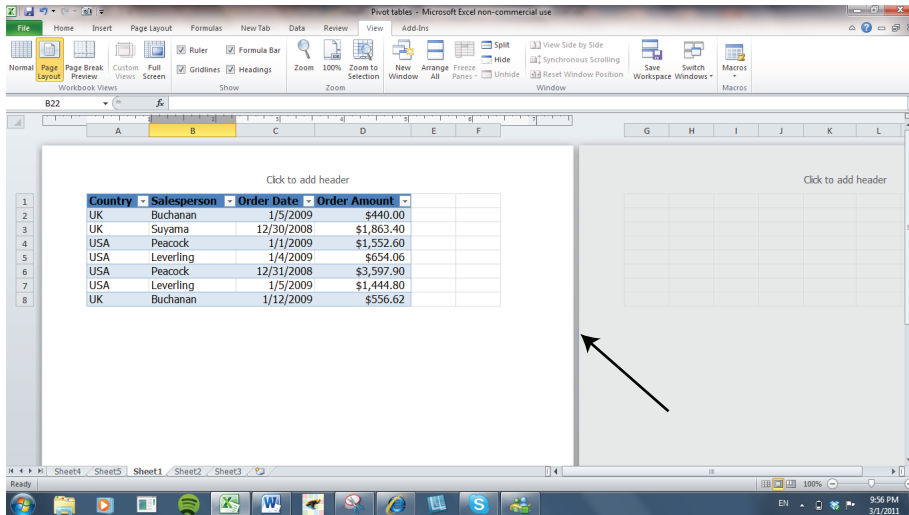 Pivot tables - Microsoft Excel non-commercial use
File Home Insert Page Layout Formulas New Tab Data Review View Add-Ins
Normal Page Layout Page Break Preview Custom Views Full Screen
Workbook Views
Ruler Formula Bar
Gridlines Headings
Show
Zoom 100% Zoom to Selection
Zoom
New Window Arrange All Freeze Panes
Split
Hide
Unhide
View Side by Side
Synchronous Scrolling
Reset Window Position
Window
Save Workspace Switch Windows
Macros
Macros
B22 fx
A B C D E F G H I J K L
Click to add header Click to add header
1 Country Salesperson Order Date Order Amount
2 UK Buchanan 1/5/2009 $440.00
3 UK Suyama 12/30/2008 $1,863.40
4 USA Peacock 1/1/2009 $1,552.60
5 USA Leverling 1/4/2009 $654.06
6 USA Peacock 12/31/2008 $3,597.90
7 USA Leverling 1/5/2009 $1,444.80
8 UK Buchanan 1/12/2009 $556.62
Sheet4 Sheet5 Sheet1 Sheet2 Sheet3
Ready 100%
EN 9:56 PM
3/1/2011